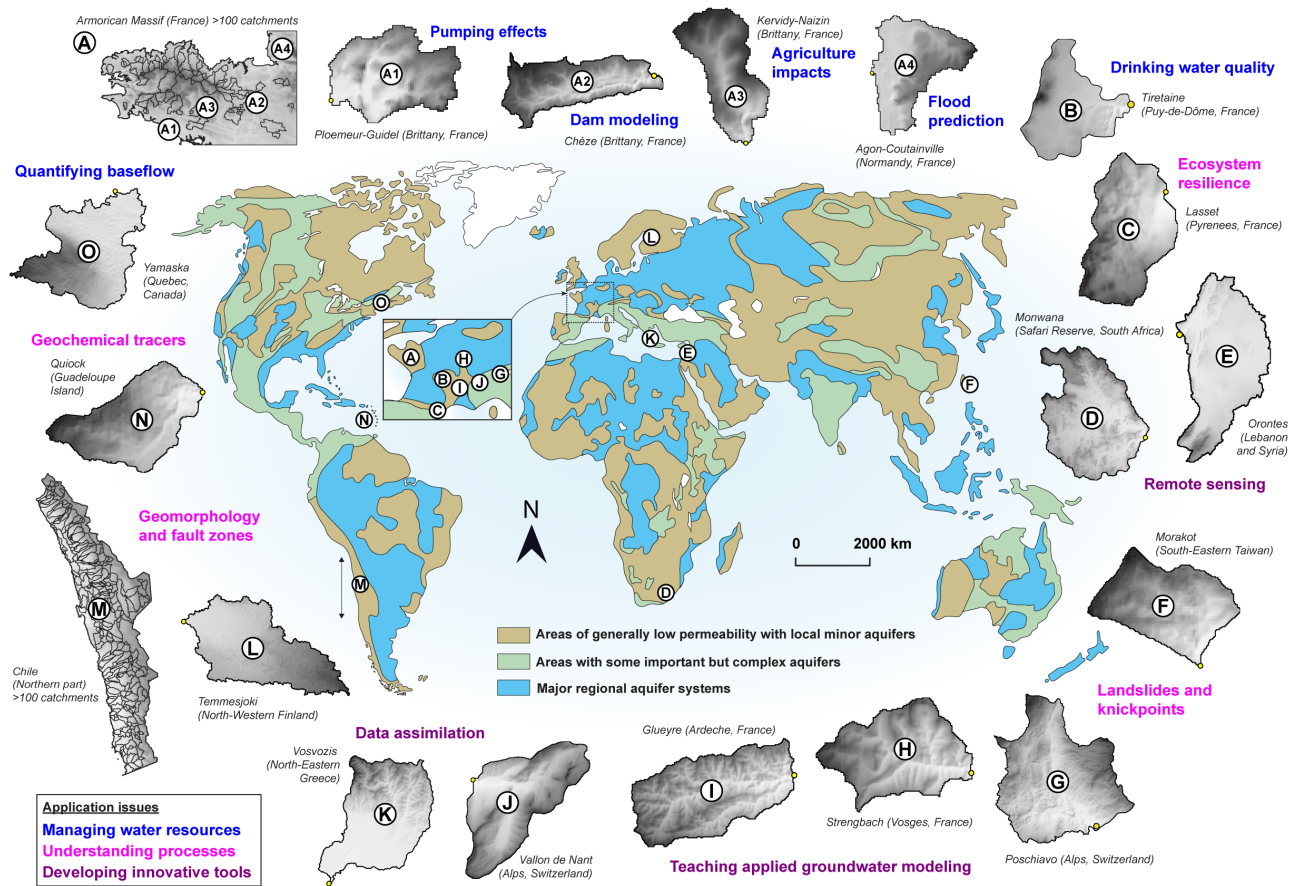 Armorican Massif (France) >100 catchments
A
A4
A3
A2
A1
Pumping effects
A1
Ploemeur-Guidel (Brittany, France)
A2
Dam modeling
Chèze (Brittany, France)
Kervidy-Naizin
(Brittany, France)
Agriculture
impacts
A3
A4
Flood
prediction
Agon-Coutainville
(Normandy, France)
Drinking water quality
B
Tiretaine
(Puy-de-Dôme, France)
Quantifying baseflow
O
Yamaska
(Quebec,
Canada)
Ecosystem
resilience
C
Lasset
(Pyrenees, France)
Geochemical tracers
Quiock
(Guadeloupe
Island)
N
Monwana
(Safari Reserve, South Africa)
D
E
Orontes
(Lebanon
and Syria)
Remote sensing
L
O
K
E
F
N
M
D
A
H
B
I
J
G
C
N
0
2000 km
Areas of generally low permeability with local minor aquifers
Areas with some important but complex aquifers
Major regional aquifer systems
Geomorphology
and fault zones
M
Chile
(Northern part)
>100 catchments
L
Temmesjoki
(North-Western Finland)
Morakot
(South-Eastern Taiwan)
F
Landslides and
knickpoints
Data assimilation
Vosvozis
(North-Eastern
Greece)
K
J
Vallon de Nant
(Alps, Switzerland)
Glueyre (Ardeche, France)
I
H
Strengbach (Vosges, France)
G
Poschiavo (Alps, Switzerland)
Teaching applied groundwater modeling
Application issues
Managing water resources
Understanding processes
Developing innovative tools